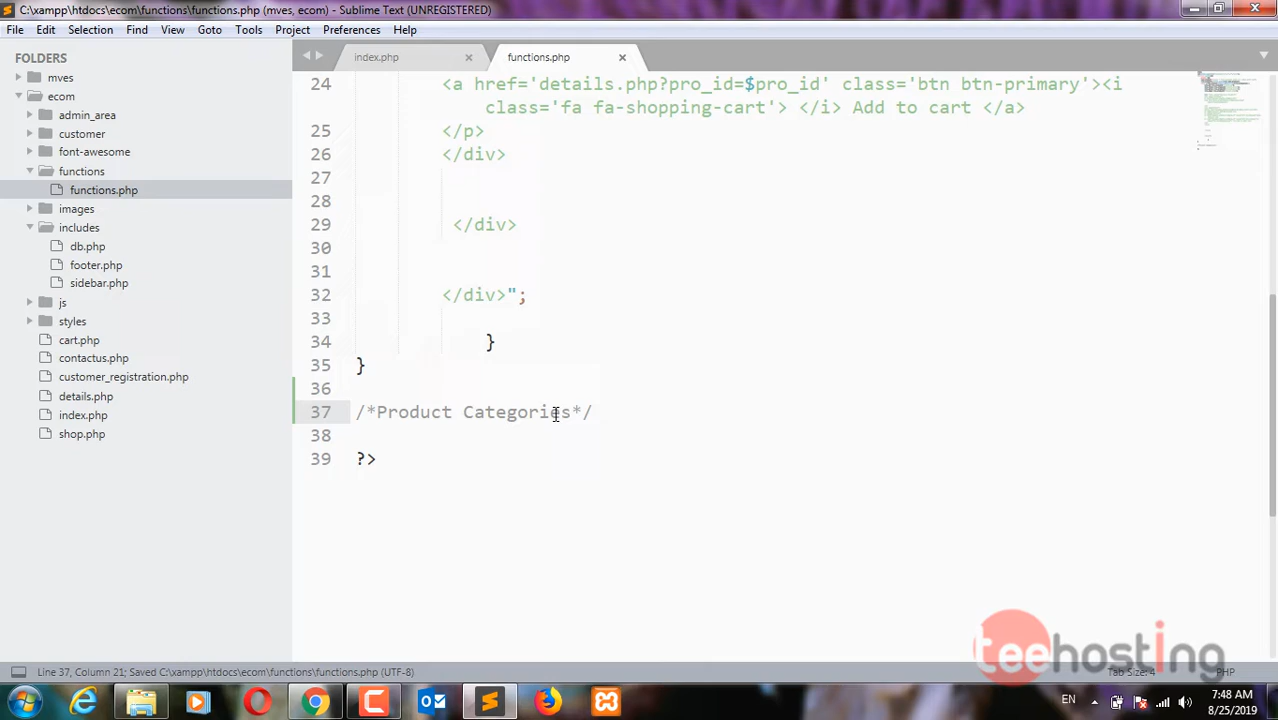 C:\xampp\htdocs\ecom\functions\functions.php (mves, ecom) - Sublime Text (UNREGISTERED)
File Edit Selection Find View Goto Tools Project Preferences Help
FOLDERS
mves
ecom
admin_area
customer
font-awesome
functions
functions.php
images
includes
db.php
footer.php
sidebar.php
js
styles
cart.php
contactus.php
customer_registration.php
details.php
index.php
shop.php
index.php functions.php
24 <a href='details.php?pro_id=$pro_id' class='btn btn-primary'><i
class='fa fa-shopping-cart'> </i> Add to cart </a>
25 </p>
26 </div>
27
28
29 </div>
30
31
32 </div>";
33
34 }
35 }
36
37 /*Product Categories*/
38
39 ?>
teehosting
Line 37, Column 21; Saved C:\xampp\htdocs\ecom\functions\functions.php (UTF-8) Tab Size: 4 PHP
EN 7:48 AM
8/25/2019